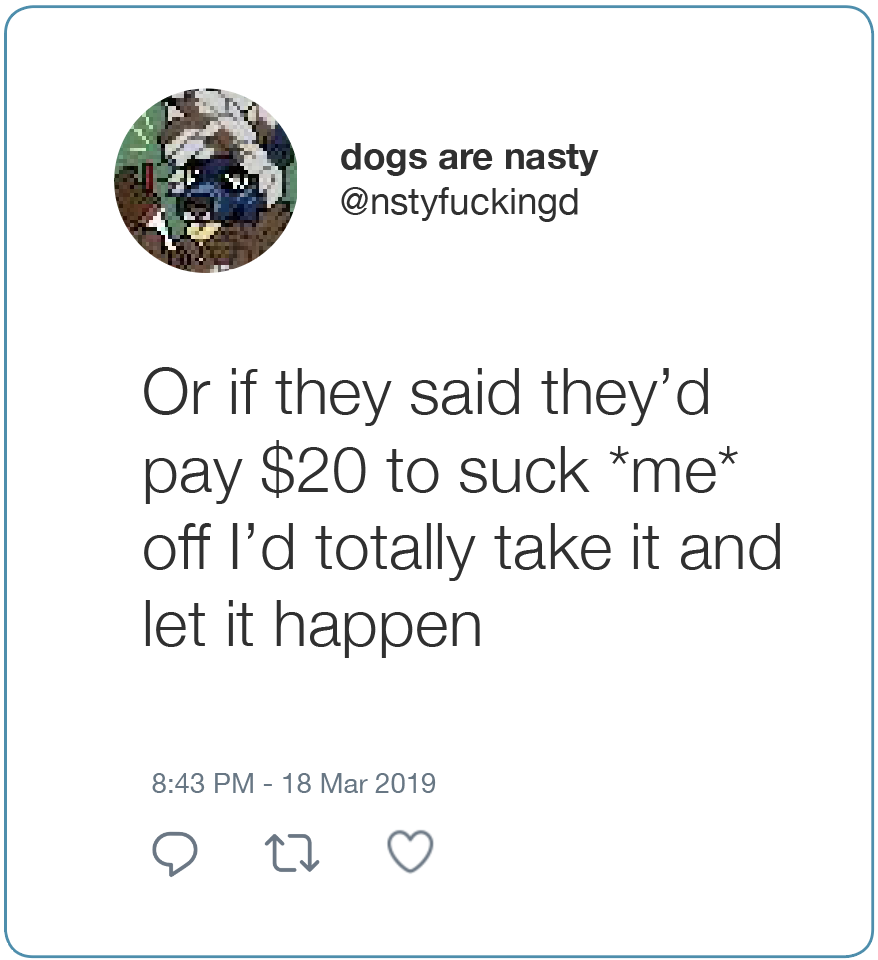 dogs are nasty
@nstyfuckingd
Or if they said they’d
pay $20 to suck *me*
off I’d totally take it and
let it happen
8:43 PM - 18 Mar 2019